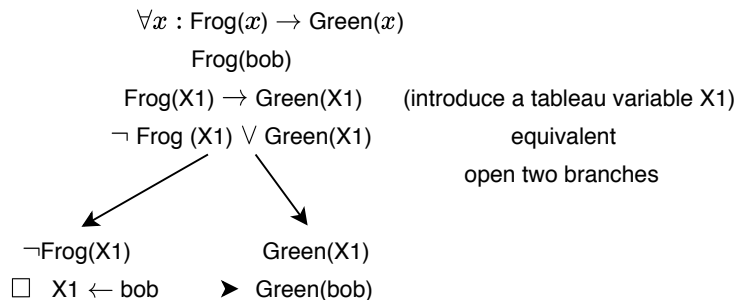 ∀x : Frog(x) → Green(x)
Frog(bob)
Frog(X1) → Green(X1) (introduce a tableau variable X1)
¬ Frog (X1) ∨ Green(X1) equivalent
open two branches
¬Frog(X1) Green(X1)
□ X1 ← bob ➤ Green(bob)